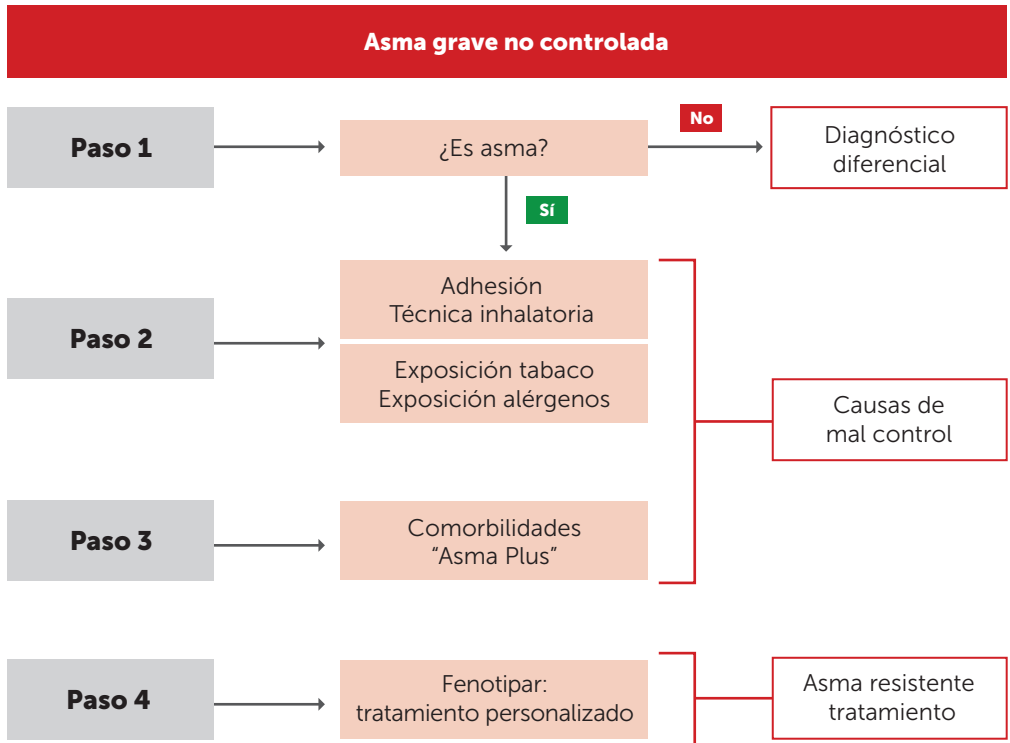 Asma grave no controlada
Paso 1
¿Es asma?
No
Diagnóstico
diferencial
Sí
Paso 2
Adhesión
Técnica inhalatoria
Exposición tabaco
Exposición alérgenos
Causas de
mal control
Paso 3
Comorbilidades
“Asma Plus”
Paso 4
Fenotipar:
tratamiento personalizado
Asma resistente
tratamiento